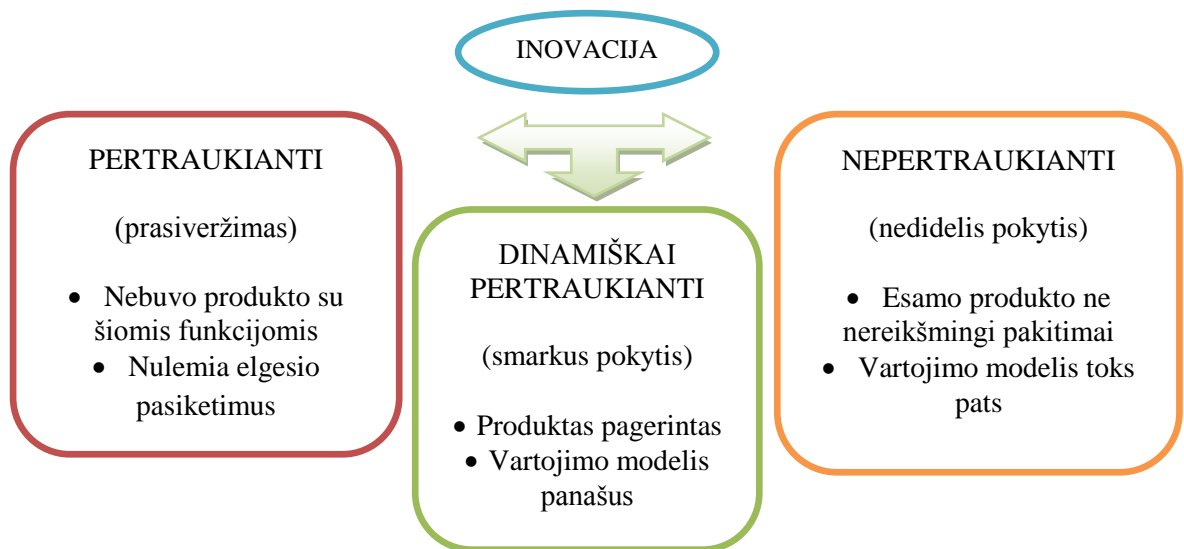 INOVACIJA
PERTRAUKIANTI
(prasiveržimas)
• Nebuvo produkto su
šiomis funkcijomis
• Nulemia elgesio
pasiketimus
DINAMIŠKAI
PERTRAUKIANTI
(smarkus pokytis)
• Produktas pagerintas
• Vartojimo modelis
panašus
NEPERTRAUKIANTI
(nedidelis pokytis)
• Esamo produkto ne
nereikšmingi pakitimai
• Vartojimo modelis toks
pats